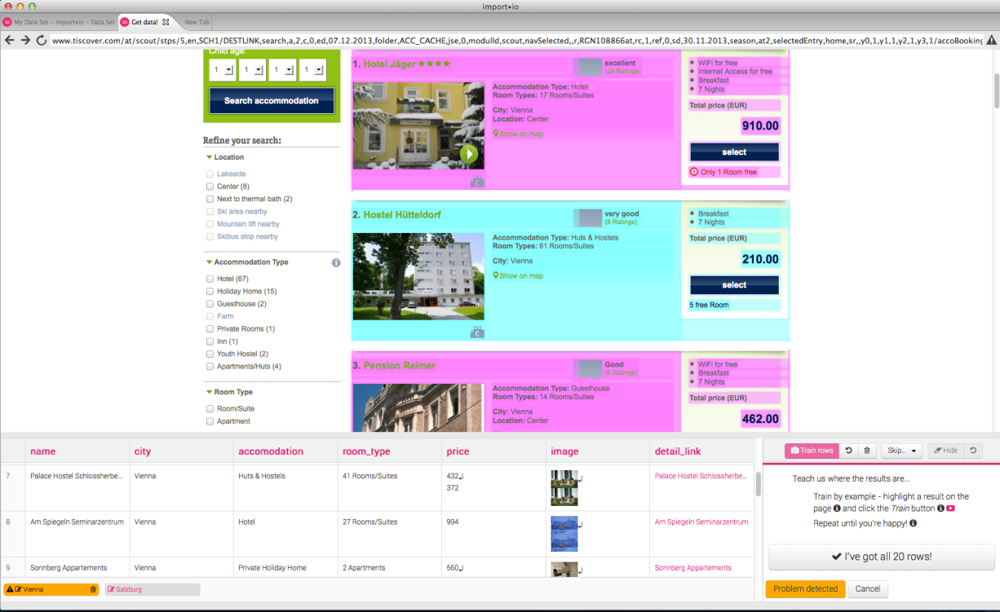 import•io
My Data Set – import•io – Data Set
Get data!
New Tab
www.tiscover.com/at/scout/stps/5,en,SCH1/DESTLINK,search,a,2,c,0,ed,07.12.2013,folder,ACC_CACHE,jse,0,modulId,scout,navSelected,,r,RGN108866at,rc,1,ref,0,sd,30.11.2013,season,at2,selectedEntry,home,sr,,y0,1,y1,1,y2,1,y3,1/accoBooking
Child age:
1 1 1 1
Search accommodation
Refine your search:
Location
Lakeside
Center (8)
Next to thermal bath (2)
Ski area nearby
Mountain lift nearby
Skibus stop nearby
Accommodation Type
Hotel (67)
Holiday Home (15)
Guesthouse (2)
Farm
Private Rooms (1)
Inn (1)
Youth Hostel (2)
Apartments/Huts (4)
Room Type
Room/Suite
Apartment
1. Hotel Jäger ★★★★
excellent
(29 Ratings)
Accommodation Type: Hotel
Room Types: 17 Rooms/Suites
City: Vienna
Location: Center
Show on map
WiFi for free
Internet Access for free
Breakfast
7 Nights
Total price (EUR)
910.00
select
Only 1 Room free
2. Hostel Hütteldorf
very good
(8 Ratings)
Accommodation Type: Huts & Hostels
Room Types: 61 Rooms/Suites
City: Vienna
Show on map
Breakfast
7 Nights
Total price (EUR)
210.00
select
5 free Room
3. Pension Reimer
Good
(8 Ratings)
Accommodation Type: Guesthouse
Room Types: 14 Rooms/Suites
City: Vienna
Location: Center
WiFi for free
Breakfast
7 Nights
Total price (EUR)
462.00
name city accomodation room_type price image detail_link
7 Palace Hostel Schlossherbe... Vienna Huts & Hostels 41 Rooms/Suites 432 Palace Hostel Schlossherbe...
372
8 Am Spiegeln Seminarzentrum Vienna Hotel 27 Rooms/Suites 994 Am Spiegeln Seminarzentrum
9 Sonnberg Appartements Vienna Private Holiday Home 2 Apartments 560 Sonnberg Appartements
Vienna
Salzburg
Train rows
Skip...
Hide
Teach us where the results are...
Train by example - highlight a result on the
page and click the Train button
Repeat until you're happy!
I've got all 20 rows!
Problem detected
Cancel